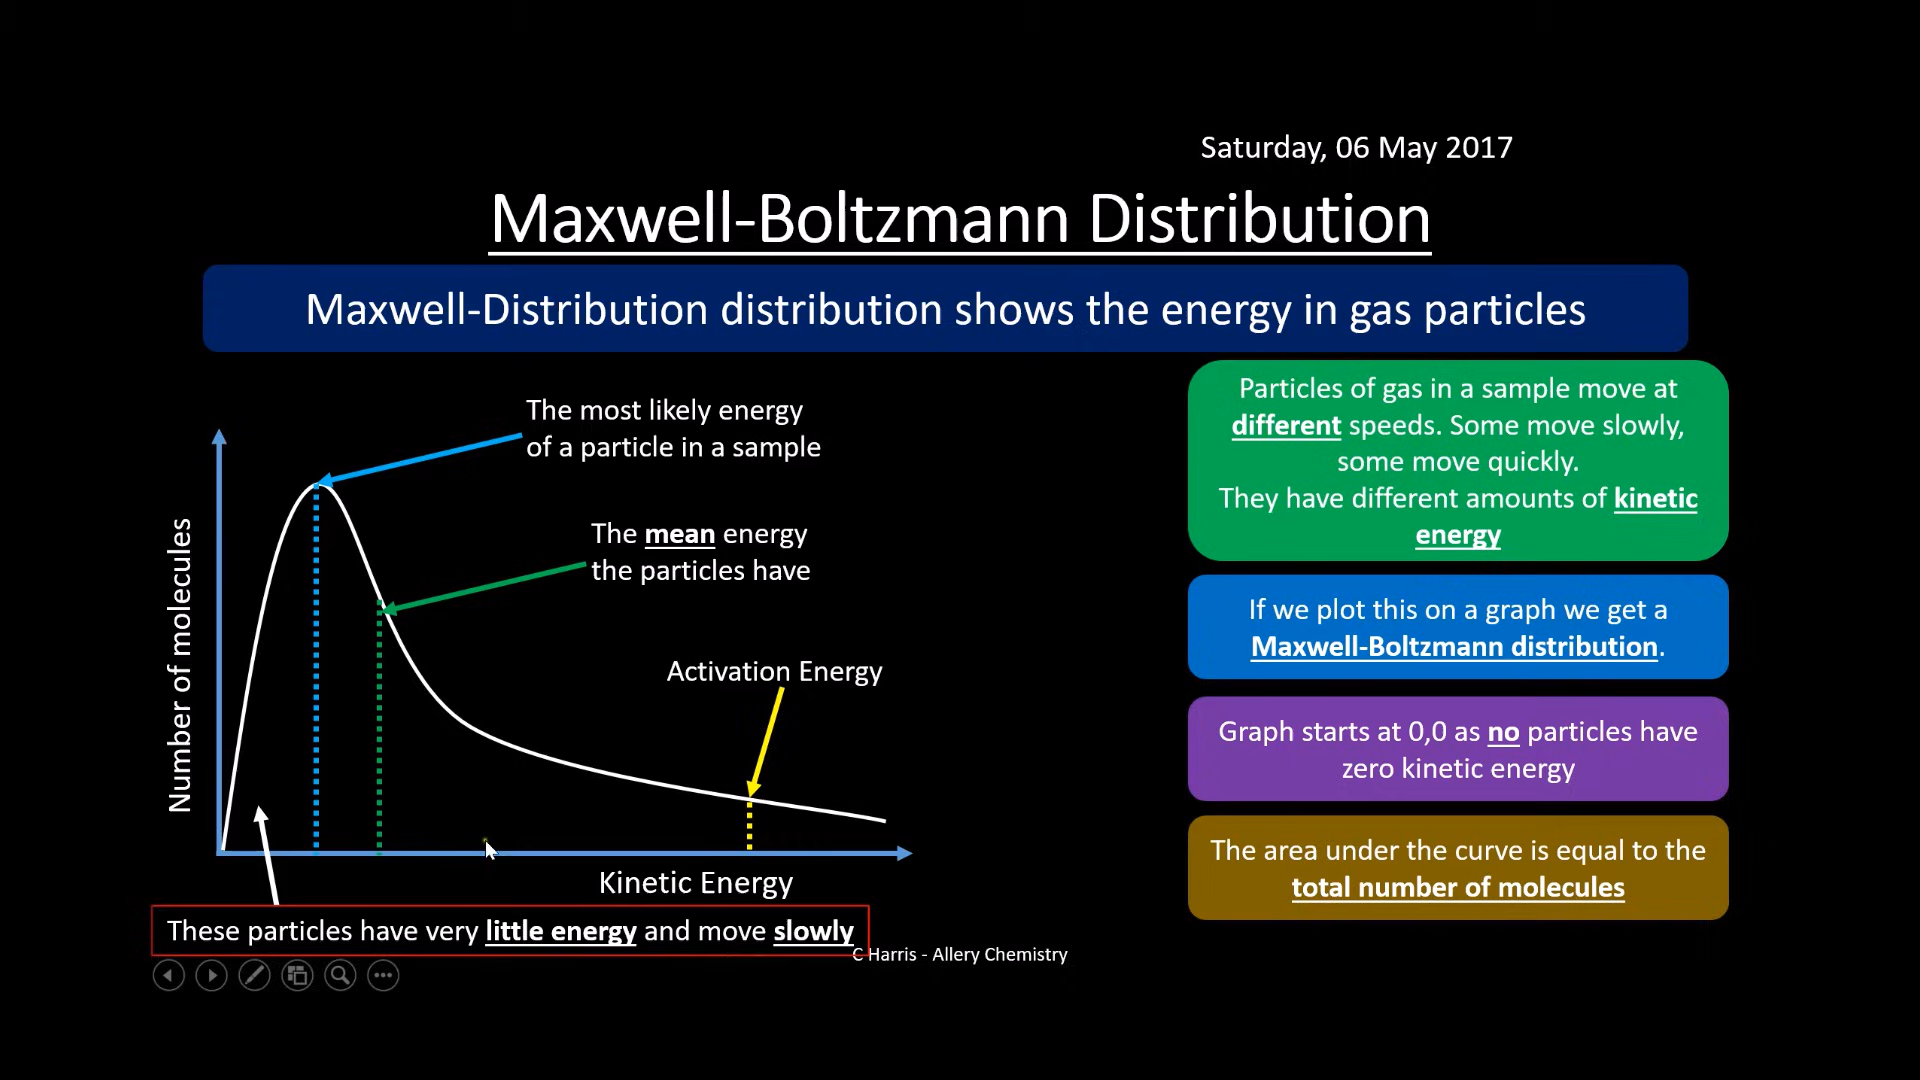 Saturday, 06 May 2017
Maxwell-Boltzmann Distribution
Maxwell-Distribution distribution shows the energy in gas particles
The most likely energy
of a particle in a sample
The mean energy
the particles have
Activation Energy
Number of molecules
Kinetic Energy
These particles have very little energy and move slowly
Particles of gas in a sample move at
different speeds. Some move slowly,
some move quickly.
They have different amounts of kinetic
energy
If we plot this on a graph we get a
Maxwell-Boltzmann distribution.
Graph starts at 0,0 as no particles have
zero kinetic energy
The area under the curve is equal to the
total number of molecules
C Harris - Allery Chemistry